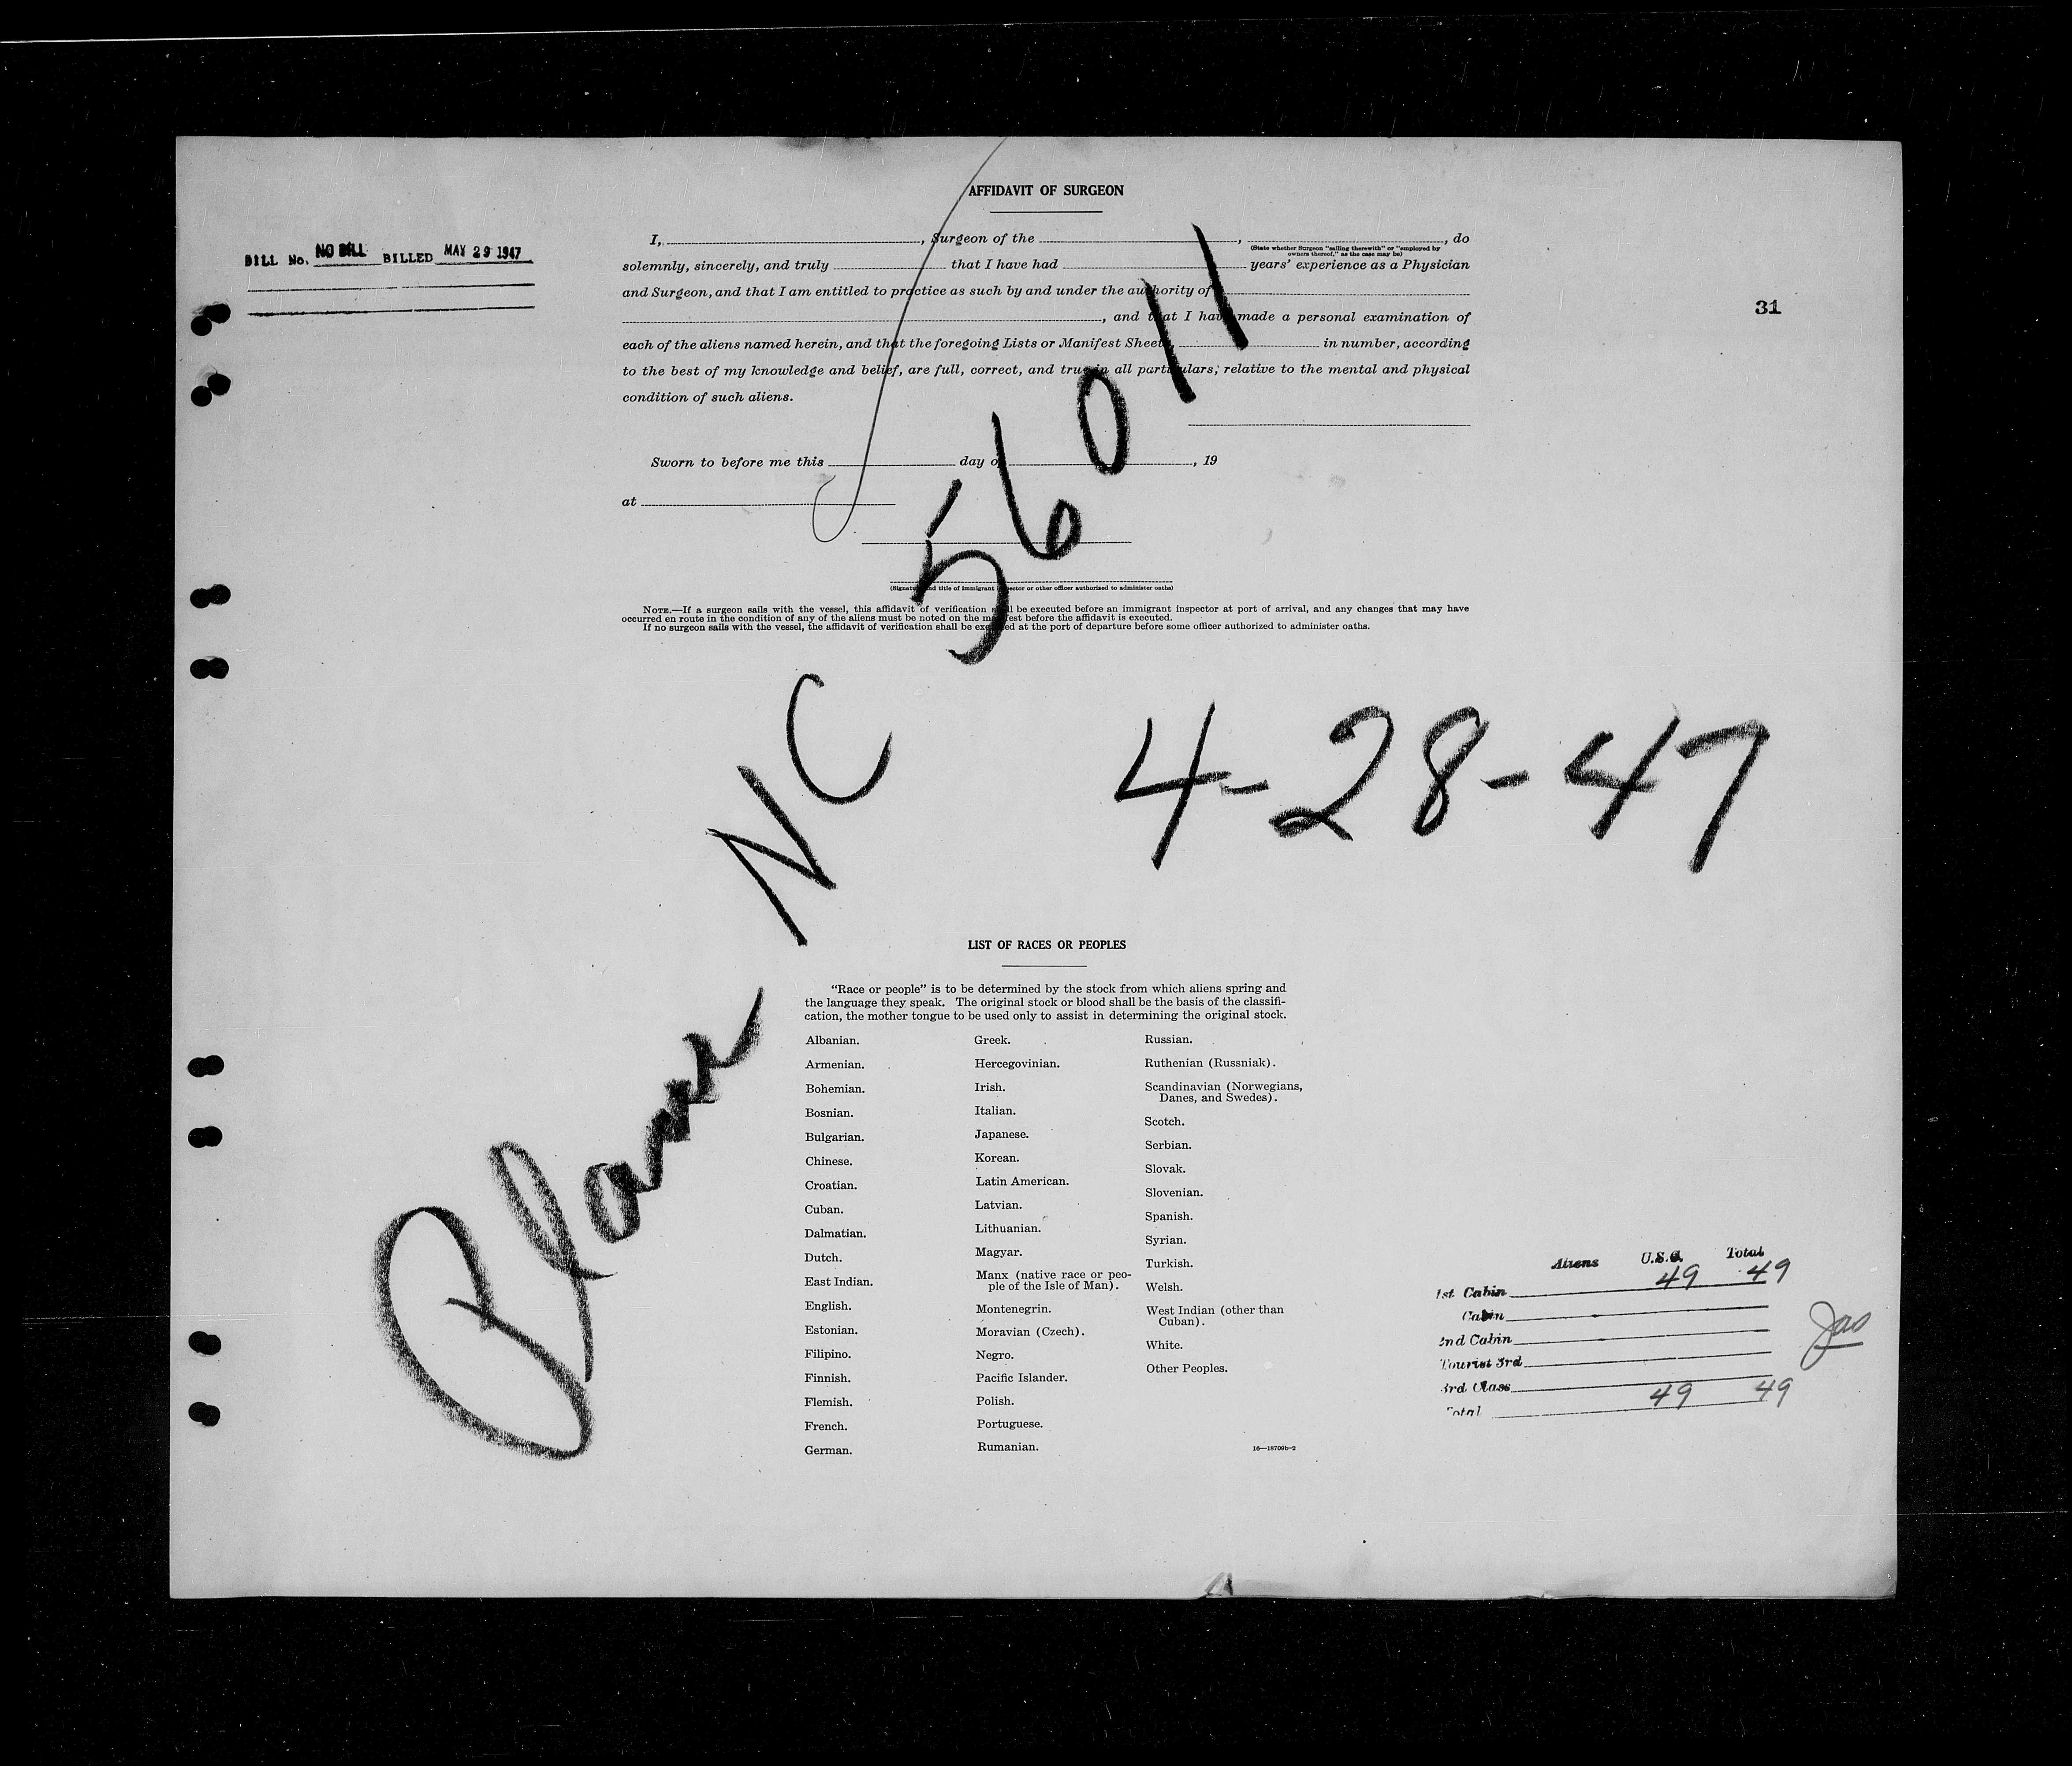 AFFIDAVIT OF SURGEON
BILL No. NO BILL BILLED MAY 29 1947
31
I, , Surgeon of the , , do
(State whether Surgeon "sailing therewith" or "employed by
owners thereof," as the case may be)
solemnly, sincerely, and truly that I have had years' experience as a Physician
and Surgeon, and that I am entitled to practice as such by and under the authority of
, and that I have made a personal examination of
each of the aliens named herein, and that the foregoing Lists or Manifest Sheets, in number, according
to the best of my knowledge and belief, are full, correct, and true in all particulars, relative to the mental and physical
condition of such aliens.
Sworn to before me this day of , 19
at
(Signature and title of immigrant inspector or other officer authorized to administer oaths)
NOTE.—If a surgeon sails with the vessel, this affidavit of verification shall be executed before an immigrant inspector at port of arrival, and any changes that may have
occurred en route in the condition of any of the aliens must be noted on the manifest before the affidavit is executed.
If no surgeon sails with the vessel, the affidavit of verification shall be executed at the port of departure before some officer authorized to administer oaths.
NC 56011
4-28-47
LIST OF RACES OR PEOPLES
"Race or people" is to be determined by the stock from which aliens spring and
the language they speak. The original stock or blood shall be the basis of the classifi-
cation, the mother tongue to be used only to assist in determining the original stock.
Albanian.
Armenian.
Bohemian.
Bosnian.
Bulgarian.
Chinese.
Croatian.
Cuban.
Dalmatian.
Dutch.
East Indian.
English.
Estonian.
Filipino.
Finnish.
Flemish.
French.
German.
Greek.
Hercegovinian.
Irish.
Italian.
Japanese.
Korean.
Latin American.
Latvian.
Lithuanian.
Magyar.
Manx (native race or peo-
ple of the Isle of Man).
Montenegrin.
Moravian (Czech).
Negro.
Pacific Islander.
Polish.
Portuguese.
Rumanian.
Russian.
Ruthenian (Russniak).
Scandinavian (Norwegians,
Danes, and Swedes).
Scotch.
Serbian.
Slovak.
Slovenian.
Spanish.
Syrian.
Turkish.
Welsh.
West Indian (other than
Cuban).
White.
Other Peoples.
16—18709b-2
Aliens U.S.C. Total
1st Cabin 49 49
Cabin
2nd Cabin
Tourist 3rd
3rd Class
Total 49 49